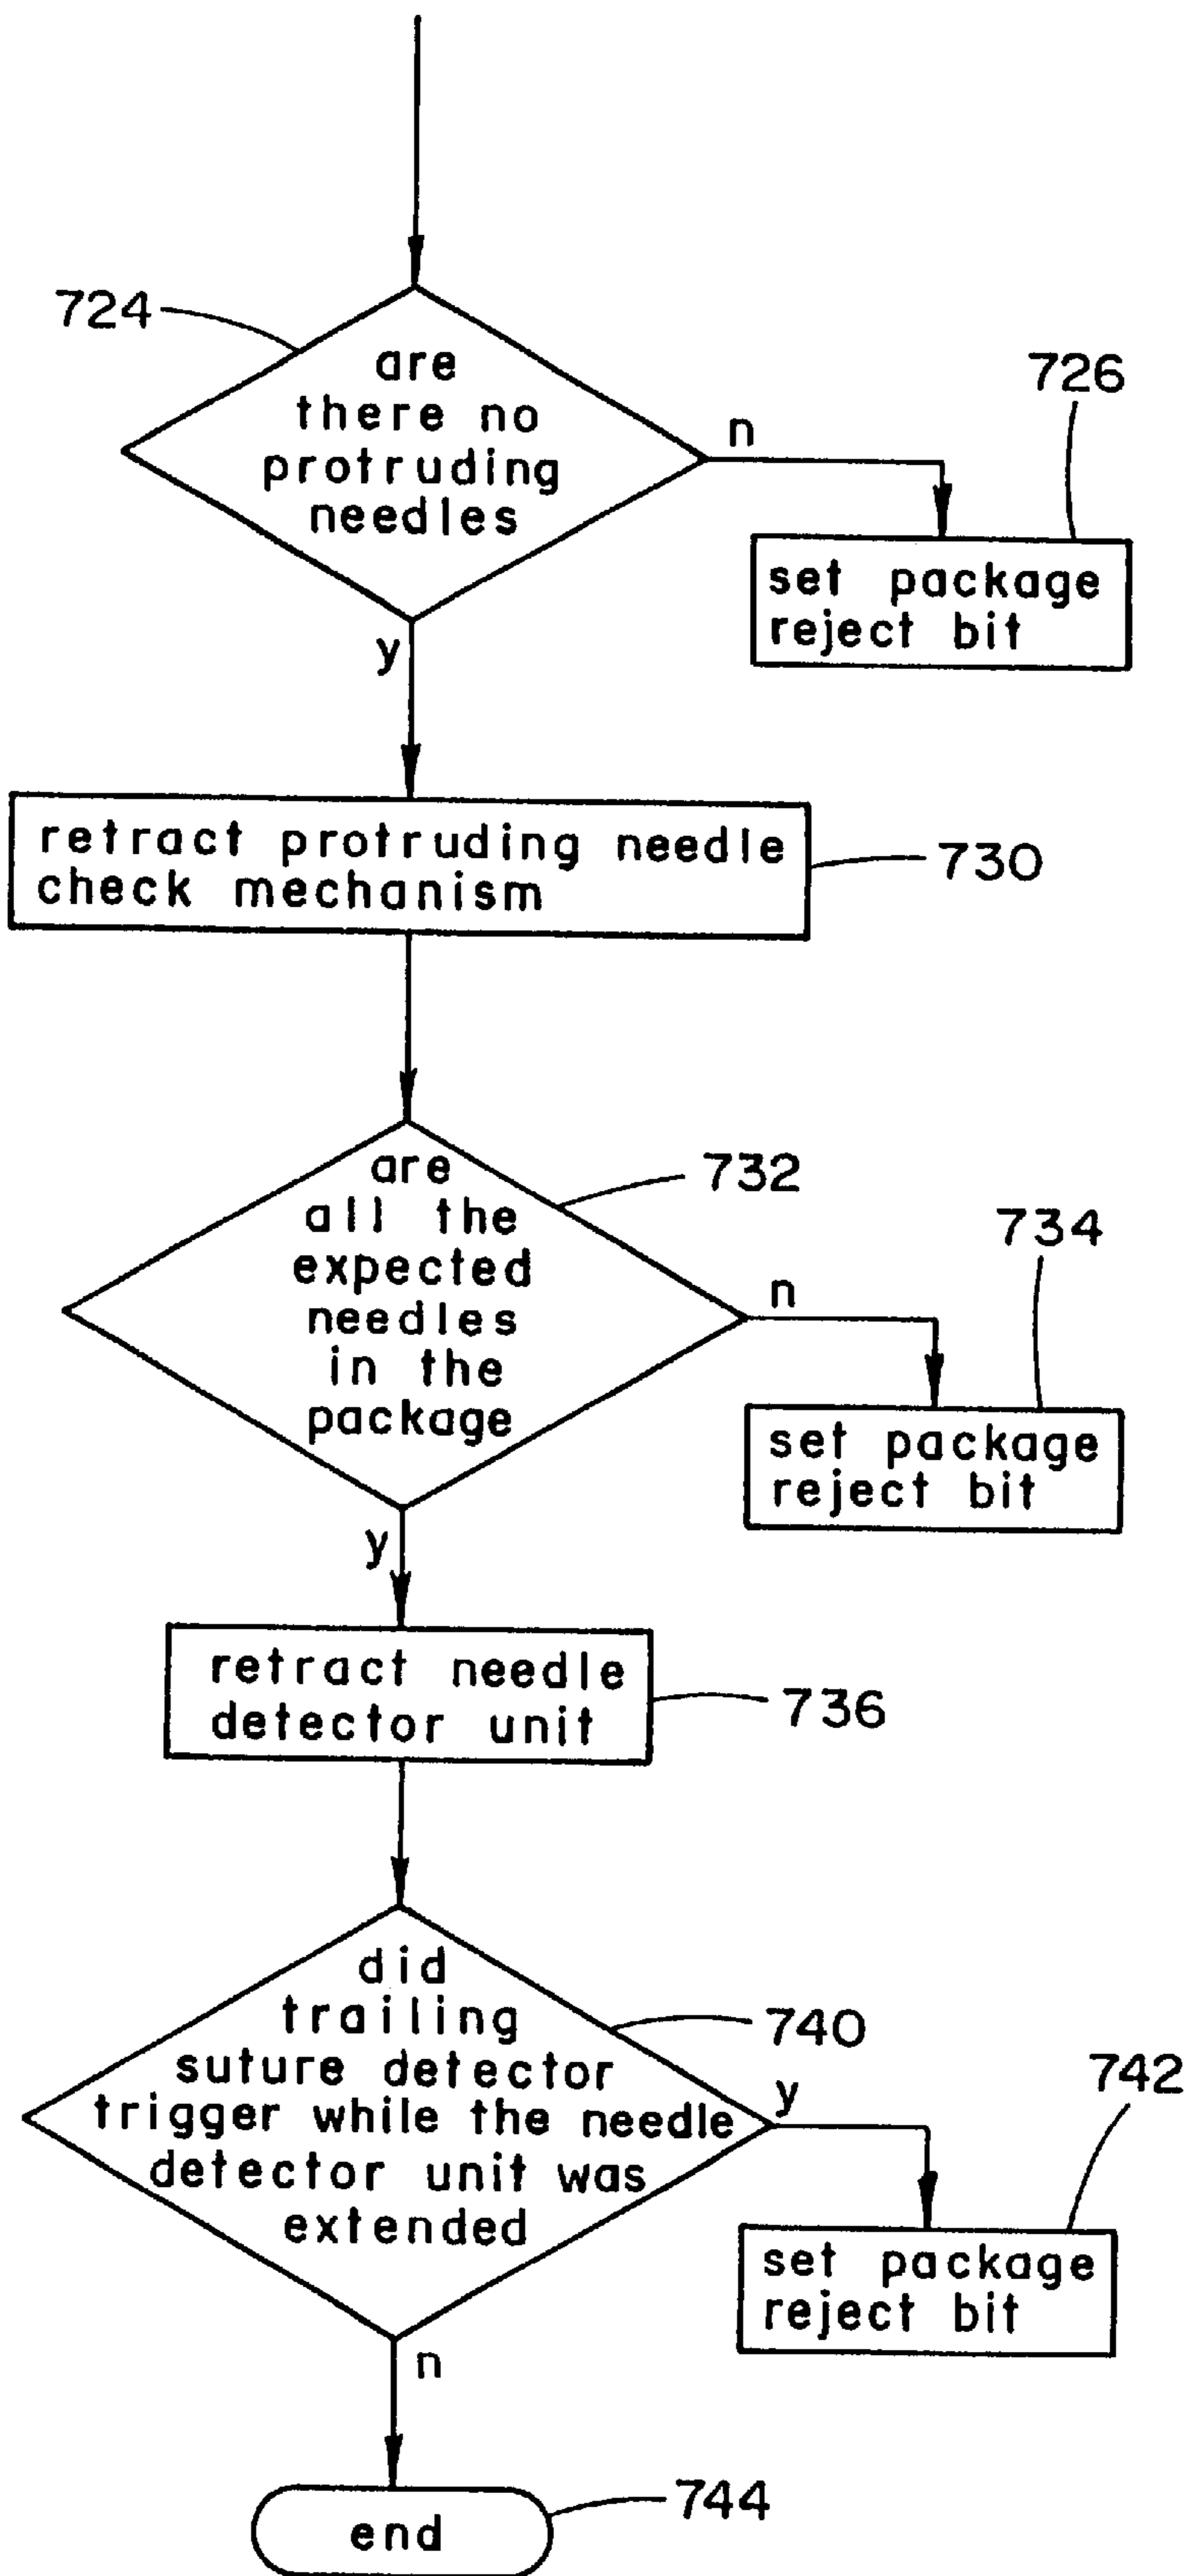 724
are
there no
protruding
needles
n
726
set package
reject bit
y
retract protruding needle
check mechanism
730
are
all the
expected
needles
in the
package
732
n
734
set package
reject bit
y
retract needle
detector unit
736
did
trailing
suture detector
trigger while the needle
detector unit was
extended
740
y
742
set package
reject bit
n
end
744